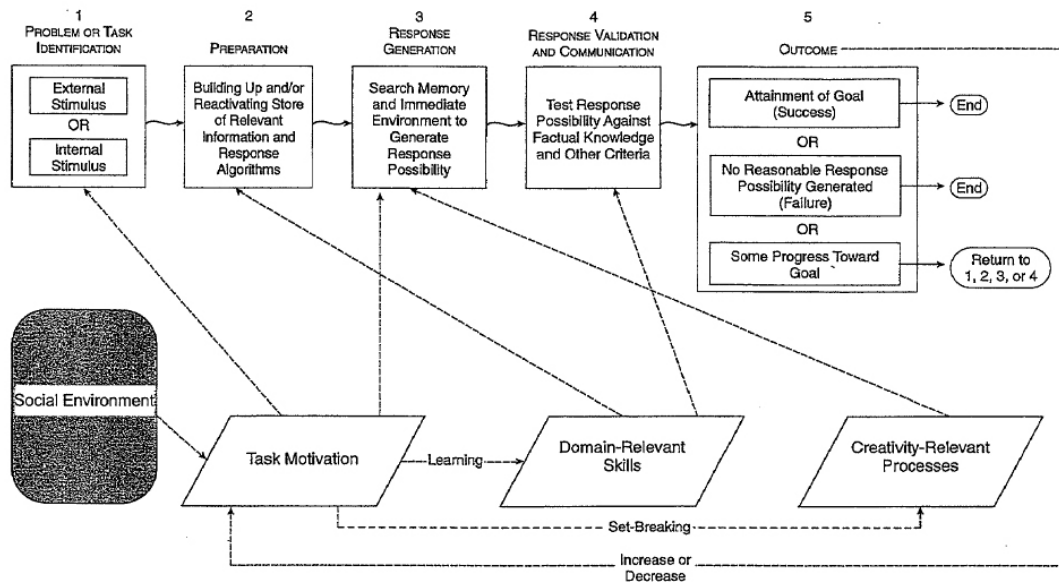 1
PROBLEM OR TASK
IDENTIFICATION
External
Stimulus
OR
Internal
Stimulus
2
PREPARATION
Building Up and/or
Reactivating Store
of Relevant
Information and
Response
Algorithms
3
RESPONSE
GENERATION
Search Memory
and Immediate
Environment to
Generate
Response
Possibility
4
RESPONSE VALIDATION
AND COMMUNICATION
Test Response
Possibility Against
Factual Knowledge
and Other Criteria
5
OUTCOME
Attainment of Goal
(Success)
End
OR
No Reasonable Response
Possibility Generated
(Failure)
End
OR
Some Progress Toward
Goal
Return to
1, 2, 3, or 4
Social Environment
Task Motivation
Learning
Domain-Relevant
Skills
Creativity-Relevant
Processes
Set-Breaking
Increase or
Decrease